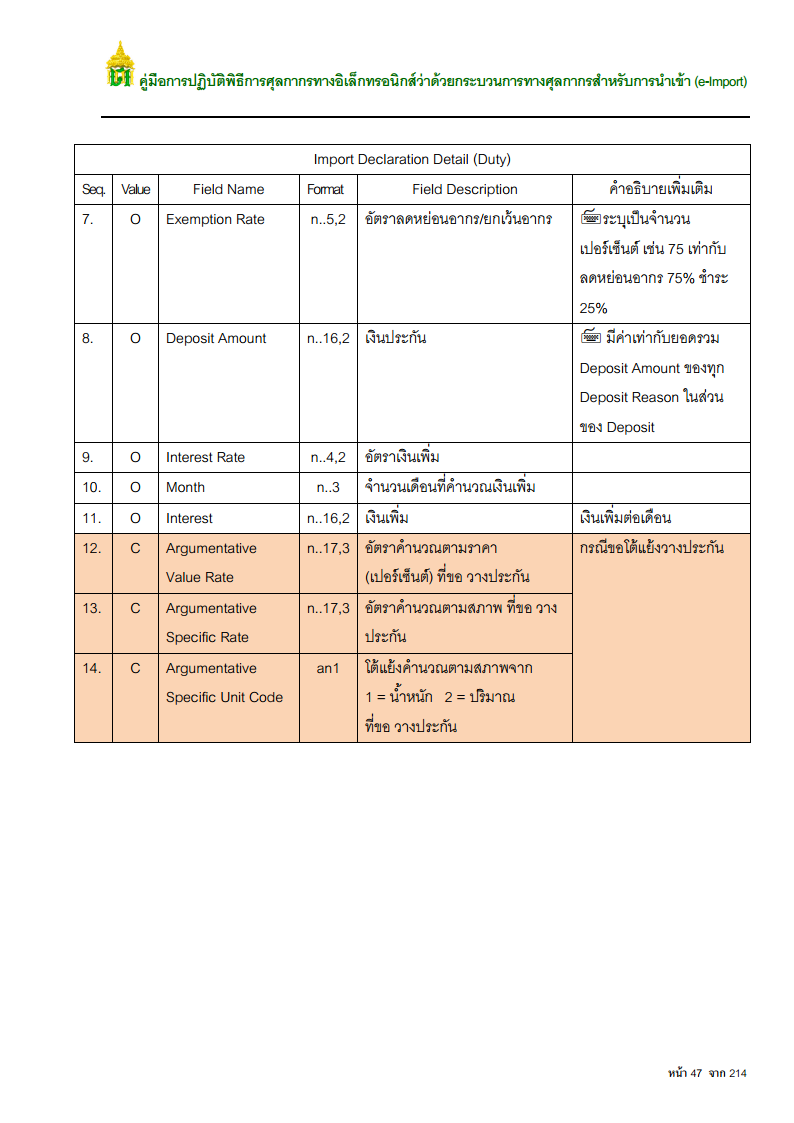 คู่มือการปฏิบัติพิธีการศุลกากรทางอิเล็กทรอนิกส์ว่าด้วยกระบวนการทางศุลกากรสำหรับการนำเข้า (e-Import)
Import Declaration Detail (Duty)
Seq. Value Field Name Format Field Description คำอธิบายเพิ่มเติม
7. O Exemption Rate n..5,2 อัตราลดหย่อนอากร/ยกเว้นอากร ระบุเป็นจำนวน
เปอร์เซ็นต์ เช่น 75 เท่ากับ
ลดหย่อนอากร 75% ชำระ
25%
8. O Deposit Amount n..16,2 เงินประกัน มีค่าเท่ากับยอดรวม
Deposit Amount ของทุก
Deposit Reason ในส่วน
ของ Deposit
9. O Interest Rate n..4,2 อัตราเงินเพิ่ม
10. O Month n..3 จำนวนเดือนที่คำนวณเงินเพิ่ม
11. O Interest n..16,2 เงินเพิ่ม เงินเพิ่มต่อเดือน
12. C Argumentative n..17,3 อัตราคำนวณตามราคา กรณีขอโต้แย้งวางประกัน
Value Rate (เปอร์เซ็นต์) ที่ขอ วางประกัน
13. C Argumentative n..17,3 อัตราคำนวณตามสภาพ ที่ขอ วาง
Specific Rate ประกัน
14. C Argumentative an1 โต้แย้งคำนวณตามสภาพจาก
Specific Unit Code 1 = น้ำหนัก 2 = ปริมาณ
ที่ขอ วางประกัน
หน้า 47 จาก 214